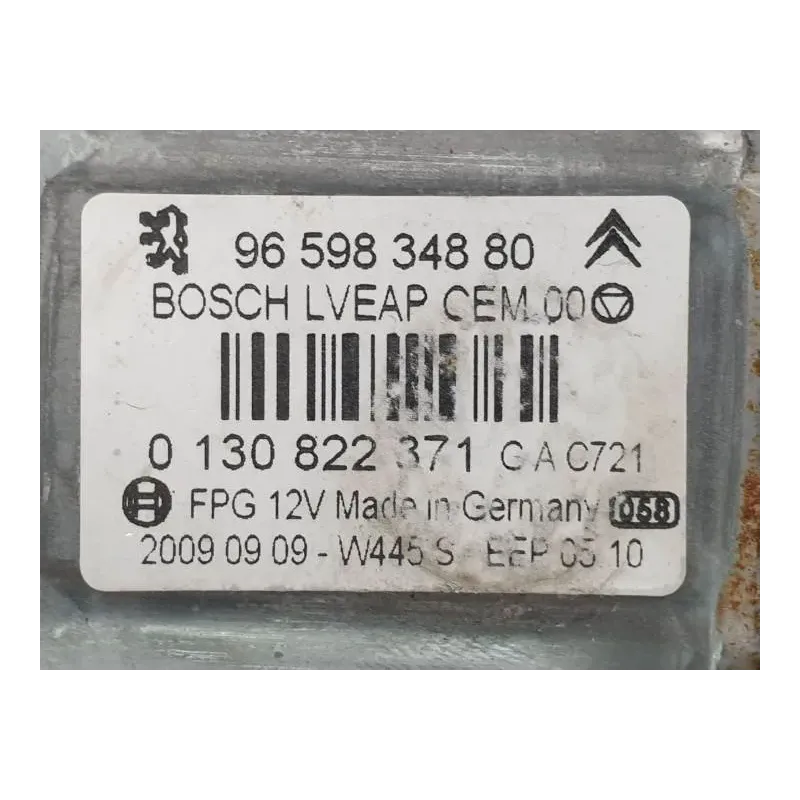 96 598 348 80
BOSCH LVEAP CEM 00
0 130 822 371 C A C721
FPG 12V Made in Germany 058
2009 09 09 - W445 S - EEP 05 10